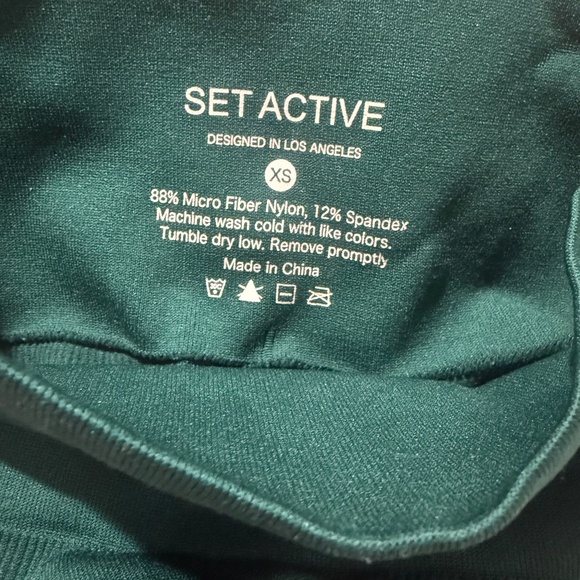 SET ACTIVE
DESIGNED IN LOS ANGELES
XS
88% Micro Fiber Nylon, 12% Spandex
Machine wash cold with like colors.
Tumble dry low. Remove promptly
Made in China
30C